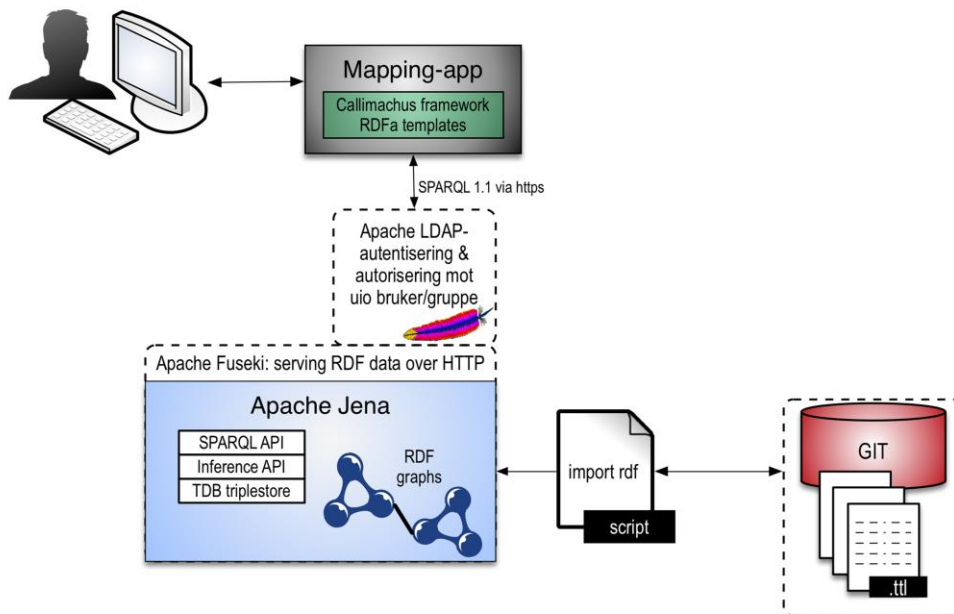 Mapping-app
Callimachus framework
RDFa templates
SPARQL 1.1 via https
Apache LDAP-
autentisering &
autorisering mot
uio bruker/gruppe
Apache Fuseki: serving RDF data over HTTP
Apache Jena
SPARQL API
Inference API
TDB triplestore
RDF
graphs
import rdf
script
GIT
.ttl